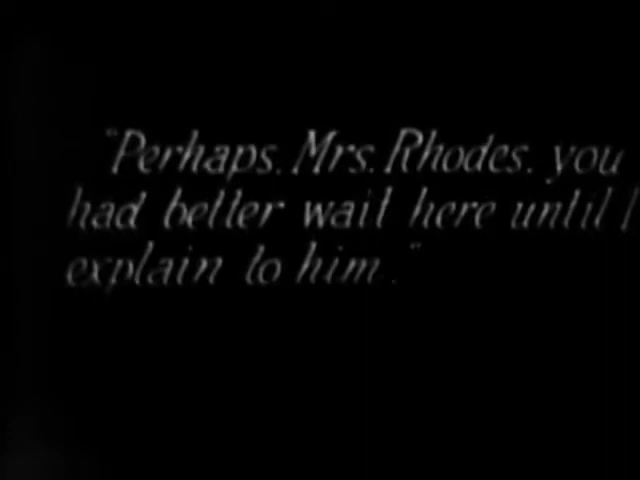 "Perhaps, Mrs. Rhodes, you
had better wait here until I
explain to him."